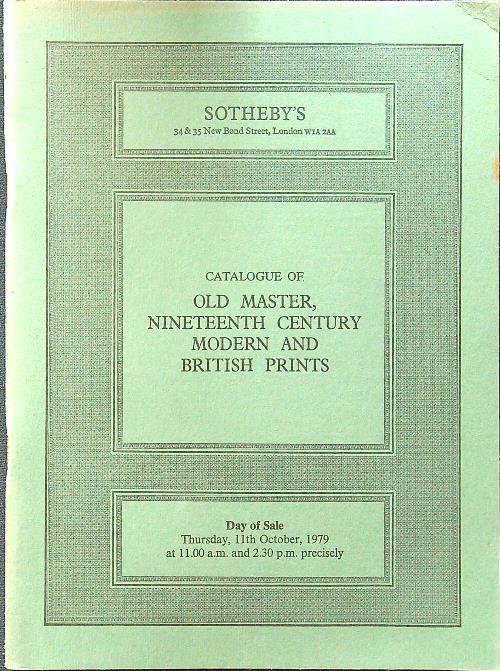 SOTHEBY'S
34 & 35 New Bond Street, London W1A 2AA
CATALOGUE OF
OLD MASTER,
NINETEENTH CENTURY
MODERN AND
BRITISH PRINTS
Day of Sale
Thursday, 11th October, 1979
at 11.00 a.m. and 2.30 p.m. precisely